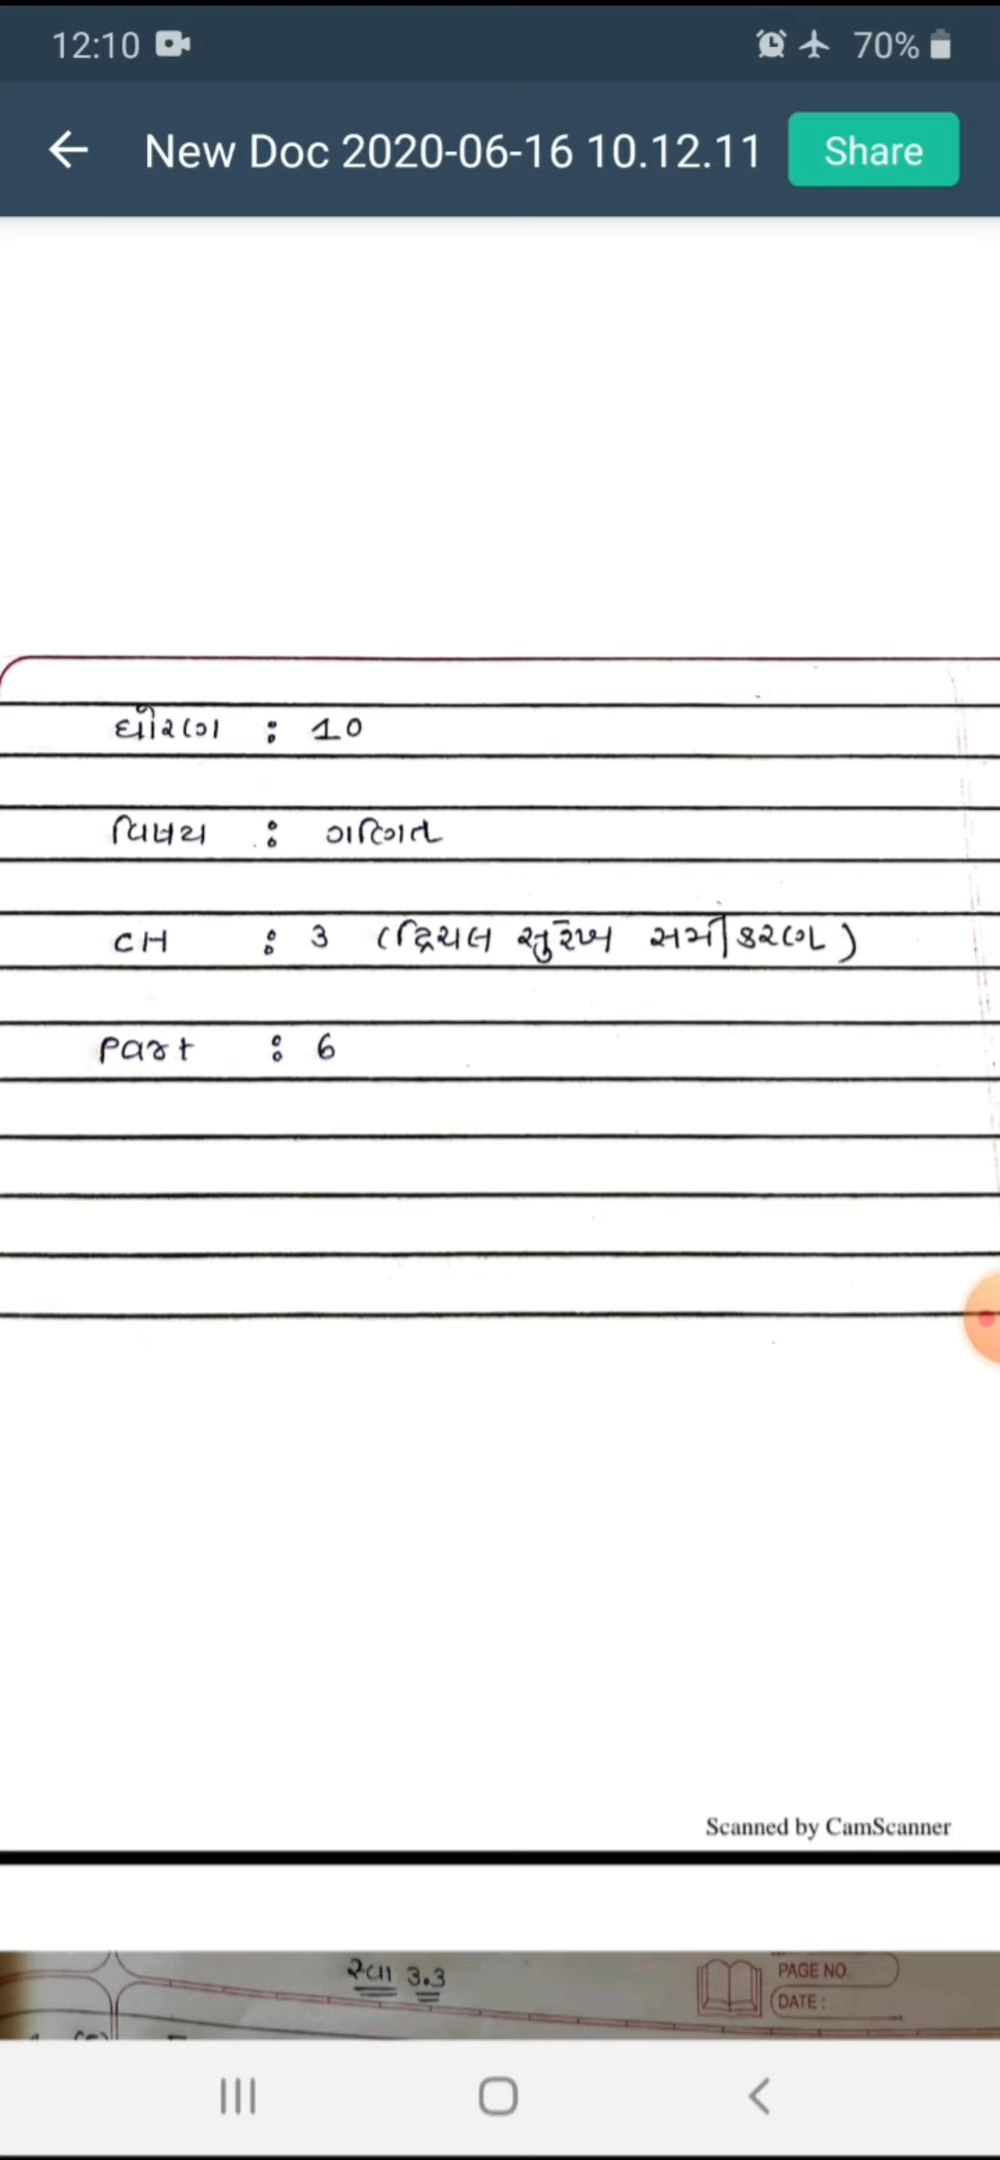 12:10 70%
New Doc 2020-06-16 10.12.11 Share
ધોરણ : 10
વિષય : ગણિત
CH : 3 (દ્વિચલ સુરેખ સમીકરણ)
Part : 6
Scanned by CamScanner
સ્વા 3.3
PAGE NO.
DATE :